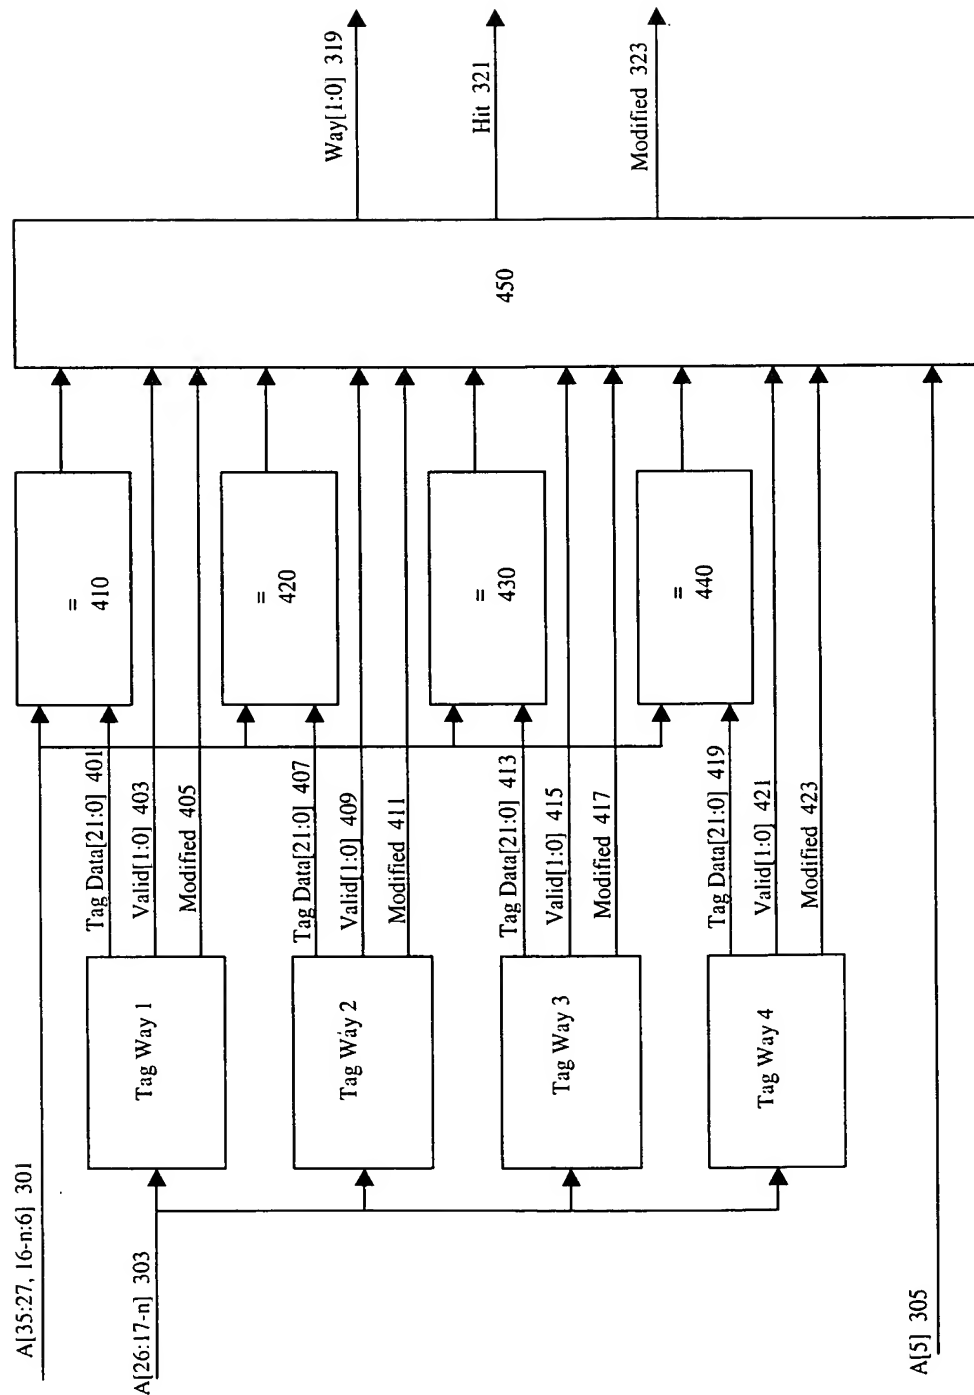 A[35:27, 16-n:6] 301
A[26:17-n] 303
A[5] 305
Tag Way 1
Tag Way 2
Tag Way 3
Tag Way 4
Tag Data[21:0] 401
Valid[1:0] 403
Modified 405
Tag Data[21:0] 407
Valid[1:0] 409
Modified 411
Tag Data[21:0] 413
Valid[1:0] 415
Modified 417
Tag Data[21:0] 419
Valid[1:0] 421
Modified 423
=
410
=
420
=
430
=
440
450
Way[1:0] 319
Hit 321
Modified 323